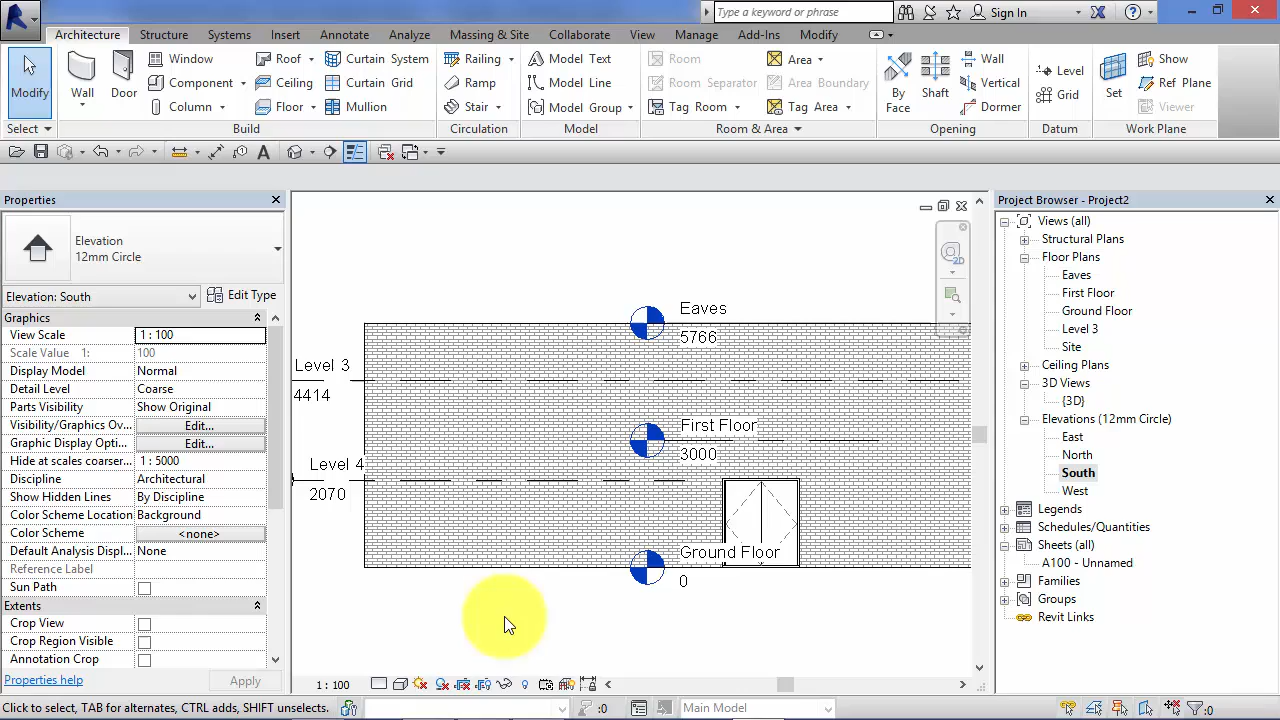 Type a keyword or phrase
Sign In
Architecture Structure Systems Insert Annotate Analyze Massing & Site Collaborate View Manage Add-Ins Modify
Modify
Select
Wall
Door
Window
Component
Column
Roof
Ceiling
Floor
Curtain System
Curtain Grid
Mullion
Build
Railing
Ramp
Stair
Circulation
Model Text
Model Line
Model Group
Model
Room
Room Separator
Tag Room
Area
Area Boundary
Tag Area
Room & Area
By
Face
Shaft
Wall
Vertical
Dormer
Opening
Level
Grid
Datum
Set
Show
Ref Plane
Viewer
Work Plane
Properties
Elevation
12mm Circle
Elevation: South
Edit Type
Graphics
View Scale 1 : 100
Scale Value 1: 100
Display Model Normal
Detail Level Coarse
Parts Visibility Show Original
Visibility/Graphics Ov... Edit...
Graphic Display Optio... Edit...
Hide at scales coarser... 1 : 5000
Discipline Architectural
Show Hidden Lines By Discipline
Color Scheme Location Background
Color Scheme <none>
Default Analysis Displ... None
Reference Label
Sun Path
Extents
Crop View
Crop Region Visible
Annotation Crop
Properties help
Apply
2D
Eaves
5766
Level 3
4414
First Floor
3000
Level 4
2070
Ground Floor
0
1 : 100
Project Browser - Project2
Views (all)
Structural Plans
Floor Plans
Eaves
First Floor
Ground Floor
Level 3
Site
Ceiling Plans
3D Views
{3D}
Elevations (12mm Circle)
East
North
South
West
Legends
Schedules/Quantities
Sheets (all)
A100 - Unnamed
Families
Groups
Revit Links
Click to select, TAB for alternates, CTRL adds, SHIFT unselects.
:0
Main Model
:0